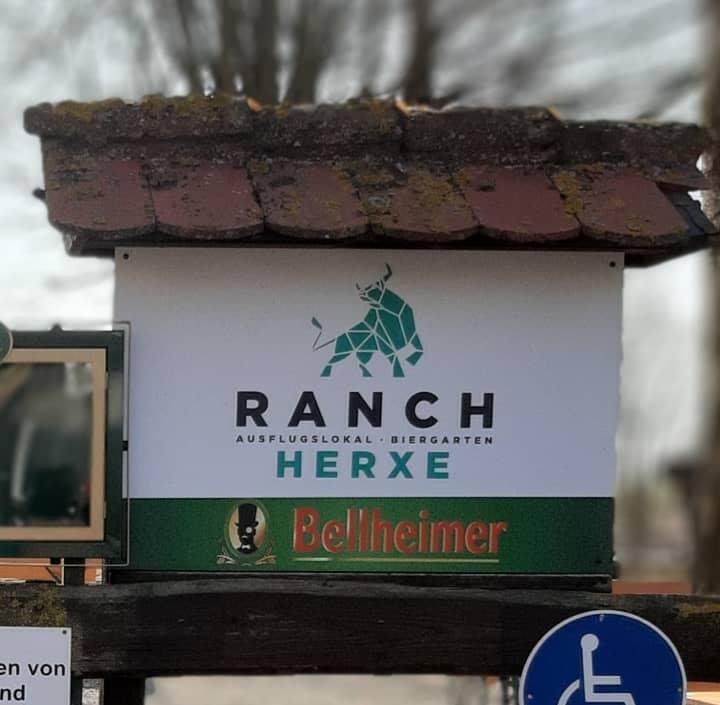 RANCH
AUSFLUGSLOKAL · BIERGARTEN
HERXE
Bellheimer
en von
nd